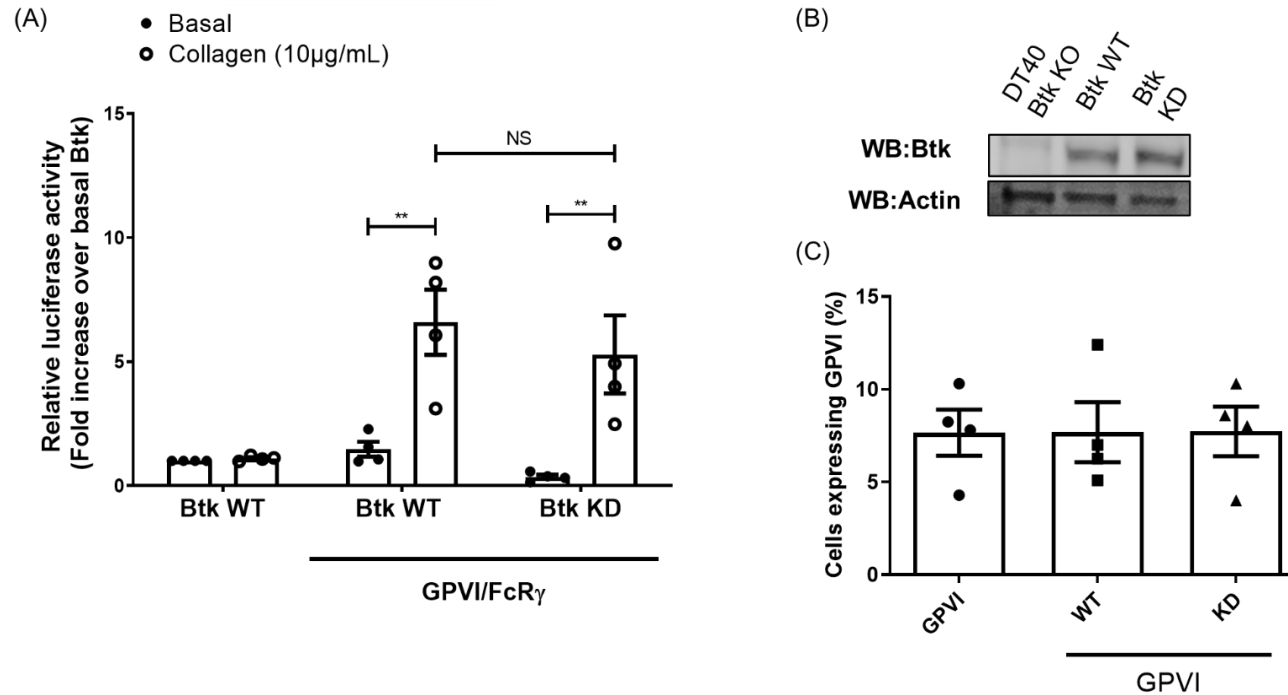 (A)
Basal
Collagen (10µg/mL)
Relative luciferase activity
(Fold increase over basal Btk)
15
10
5
0
NS
**
**
Btk WT
Btk WT
Btk KD
GPVI/FcRγ
(B)
DT40
Btk KO
Btk WT
Btk
KD
WB:Btk
WB:Actin
(C)
Cells expressing GPVI (%)
15
10
5
0
GPVI
WT
KD
GPVI